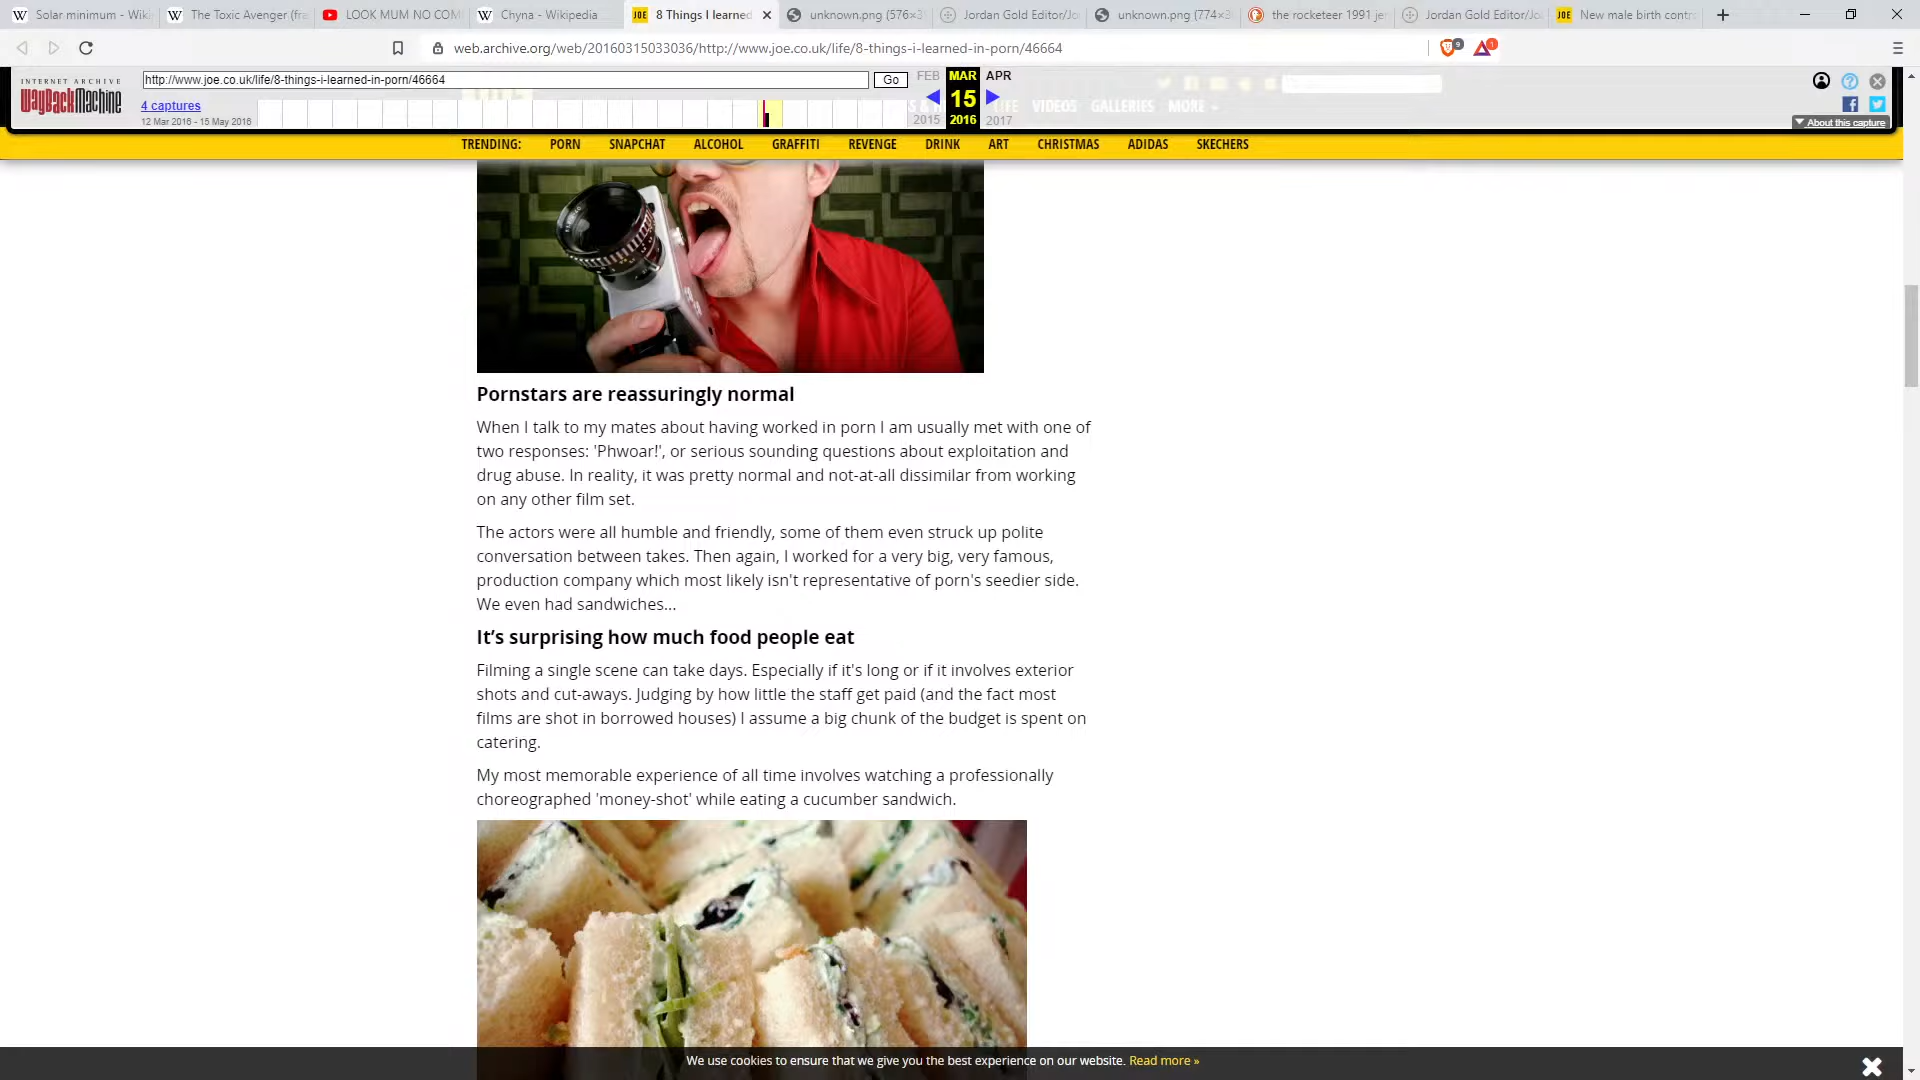 Solar minimum - Wiki
The Toxic Avenger (fra
LOOK MUM NO COM
Chyna - Wikipedia
8 Things I learned
unknown.png (576×3
Jordan Gold Editor/Jo
unknown.png (774×3
the rocketeer 1991 je
Jordan Gold Editor/Jo
New male birth contr
web.archive.org/web/20160315033036/http://www.joe.co.uk/life/8-things-i-learned-in-porn/46664
9
1
INTERNET ARCHIVE
WayBackMachine
http://www.joe.co.uk/life/8-things-i-learned-in-porn/46664
Go
FEB
MAR
APR
4 captures
12 Mar 2016 - 15 May 2016
15
2015
2016
2017
VIDEOS
GALLERIES
MORE
About this capture
TRENDING:
PORN
SNAPCHAT
ALCOHOL
GRAFFITI
REVENGE
DRINK
ART
CHRISTMAS
ADIDAS
SKECHERS
Pornstars are reassuringly normal
When I talk to my mates about having worked in porn I am usually met with one of
two responses: 'Phwoar!', or serious sounding questions about exploitation and
drug abuse. In reality, it was pretty normal and not-at-all dissimilar from working
on any other film set.
The actors were all humble and friendly, some of them even struck up polite
conversation between takes. Then again, I worked for a very big, very famous,
production company which most likely isn't representative of porn's seedier side.
We even had sandwiches...
It's surprising how much food people eat
Filming a single scene can take days. Especially if it's long or if it involves exterior
shots and cut-aways. Judging by how little the staff get paid (and the fact most
films are shot in borrowed houses) I assume a big chunk of the budget is spent on
catering.
My most memorable experience of all time involves watching a professionally
choreographed 'money-shot' while eating a cucumber sandwich.
We use cookies to ensure that we give you the best experience on our website. Read more »